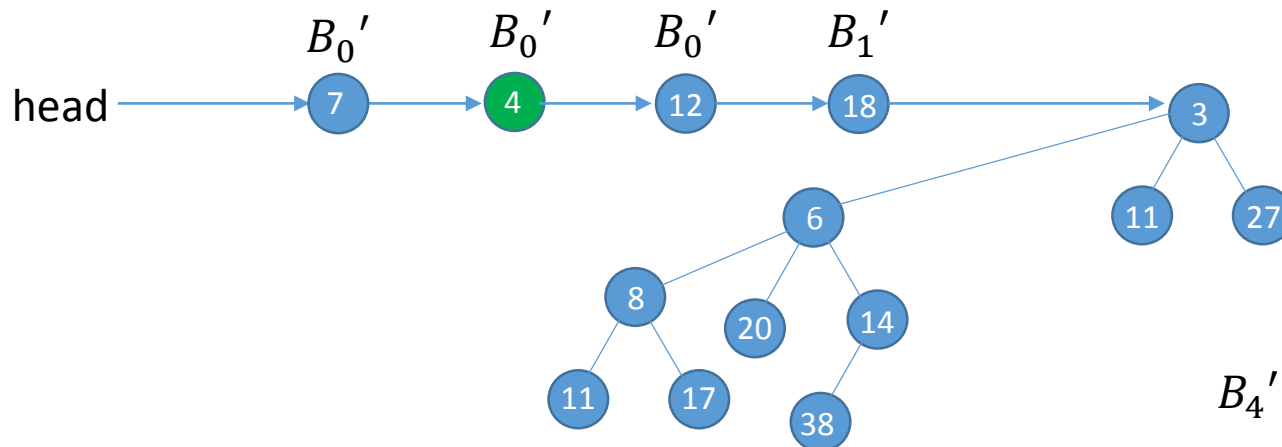 B₀′ B₀′ B₀′ B₁′
head 7 4 12 18 3
6 11 27
8 20 14
11 17 38
B₄′